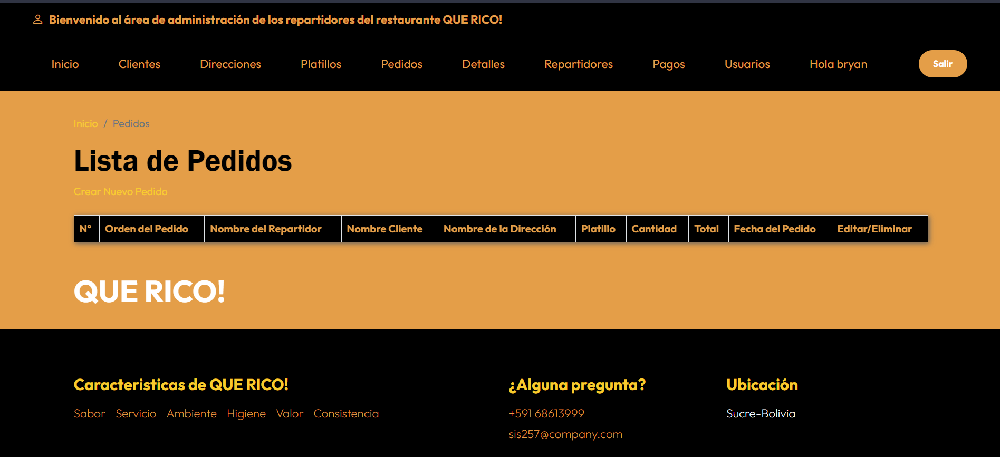 Bienvenido al área de administración de los repartidores del restaurante QUE RICO!
Inicio Clientes Direcciones Platillos Pedidos Detalles Repartidores Pagos Usuarios Hola bryan Salir
Inicio / Pedidos
Lista de Pedidos
Crear Nuevo Pedido
N° Orden del Pedido Nombre del Repartidor Nombre Cliente Nombre de la Dirección Platillo Cantidad Total Fecha del Pedido Editar/Eliminar
QUE RICO!
Caracteristicas de QUE RICO!
Sabor Servicio Ambiente Higiene Valor Consistencia
¿Alguna pregunta?
+591 68613999
sis257@company.com
Ubicación
Sucre-Bolivia